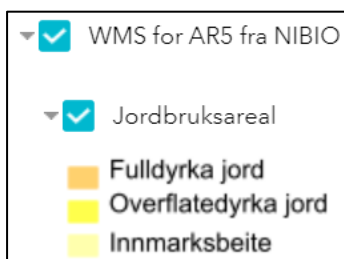 WMS for AR5 fra NIBIO
Jordbruksareal
Fulldyrka jord
Overflatedyrka jord
Innmarksbeite